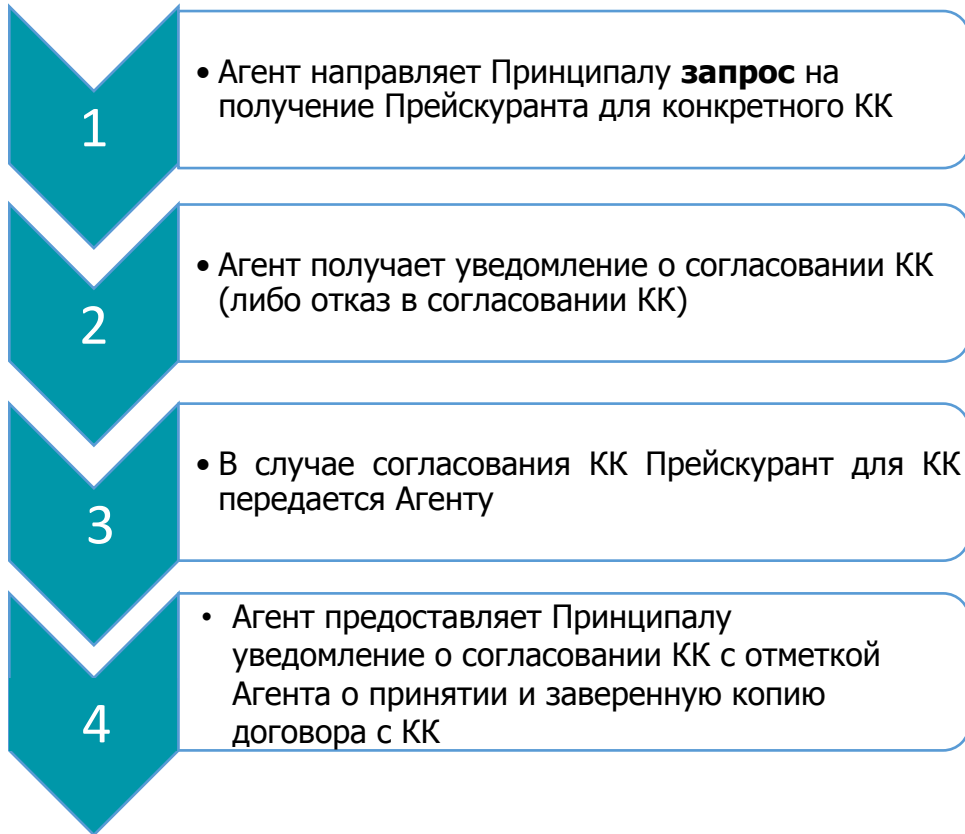 1
• Агент направляет Принципалу запрос на
получение Прейскуранта для конкретного КК
2
• Агент получает уведомление о согласовании КК
(либо отказ в согласовании КК)
3
• В случае согласования КК Прейскурант для КК
передается Агенту
4
• Агент предоставляет Принципалу
уведомление о согласовании КК с отметкой
Агента о принятии и заверенную копию
договора с КК